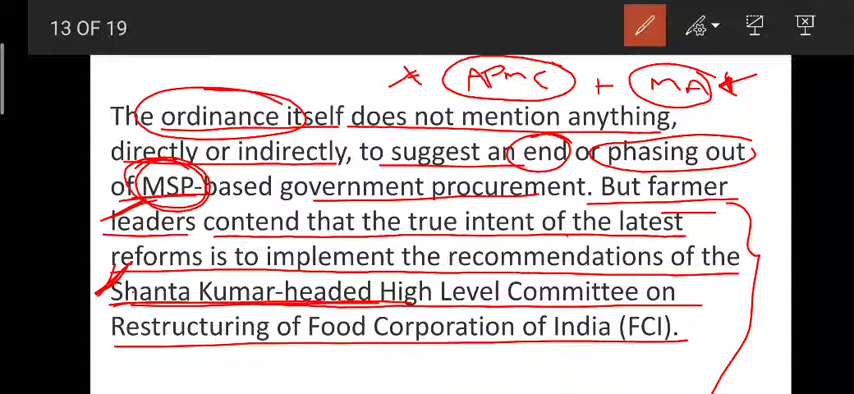 13 OF 19
* APMC + MA
The ordinance itself does not mention anything,
directly or indirectly, to suggest an end or phasing out
of MSP-based government procurement. But farmer
leaders contend that the true intent of the latest
reforms is to implement the recommendations of the
Shanta Kumar-headed High Level Committee on
Restructuring of Food Corporation of India (FCI).